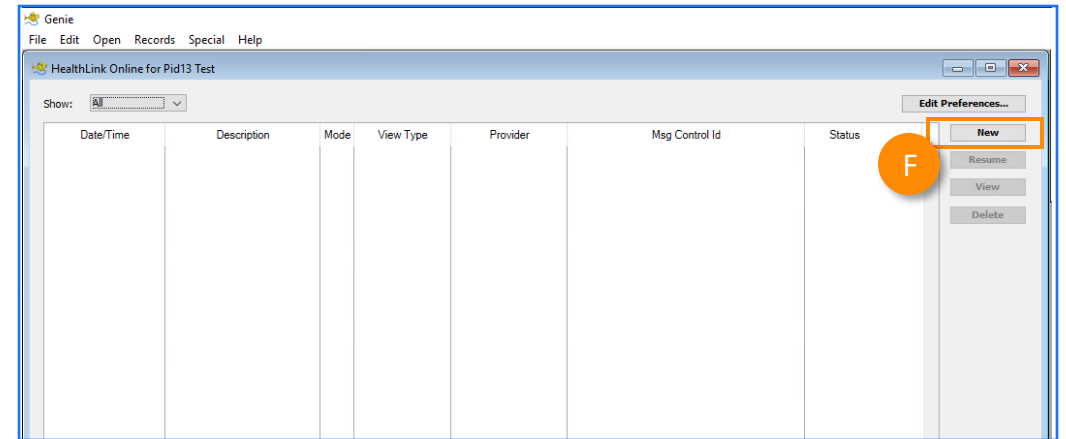 Genie
File Edit Open Records Special Help
HealthLink Online for Pid13 Test
Show: All Edit Preferences...
Date/Time Description Mode View Type Provider Msg Control Id Status New
F Resume
View
Delete